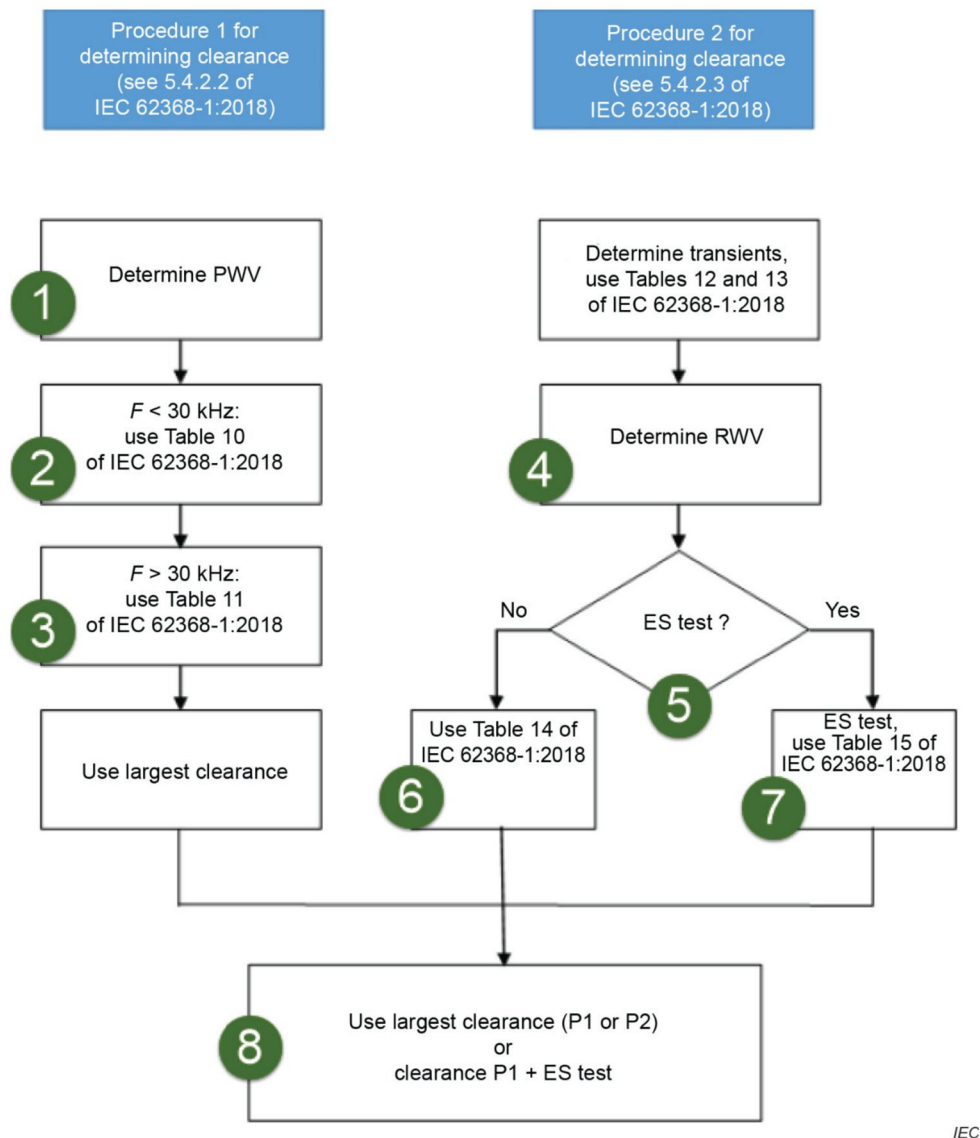 Procedure 1 for
determining clearance
(see 5.4.2.2 of
IEC 62368-1:2018)
Procedure 2 for
determining clearance
(see 5.4.2.3 of
IEC 62368-1:2018)
Determine PWV
1
F < 30 kHz:
use Table 10
of IEC 62368-1:2018
2
F > 30 kHz:
use Table 11
of IEC 62368-1:2018
3
Use largest clearance
Determine transients,
use Tables 12 and 13
of IEC 62368-1:2018
Determine RWV
4
ES test ?
5
No
Yes
Use Table 14 of
IEC 62368-1:2018
6
ES test,
use Table 15 of
IEC 62368-1:2018
7
Use largest clearance (P1 or P2)
or
clearance P1 + ES test
8
IEC